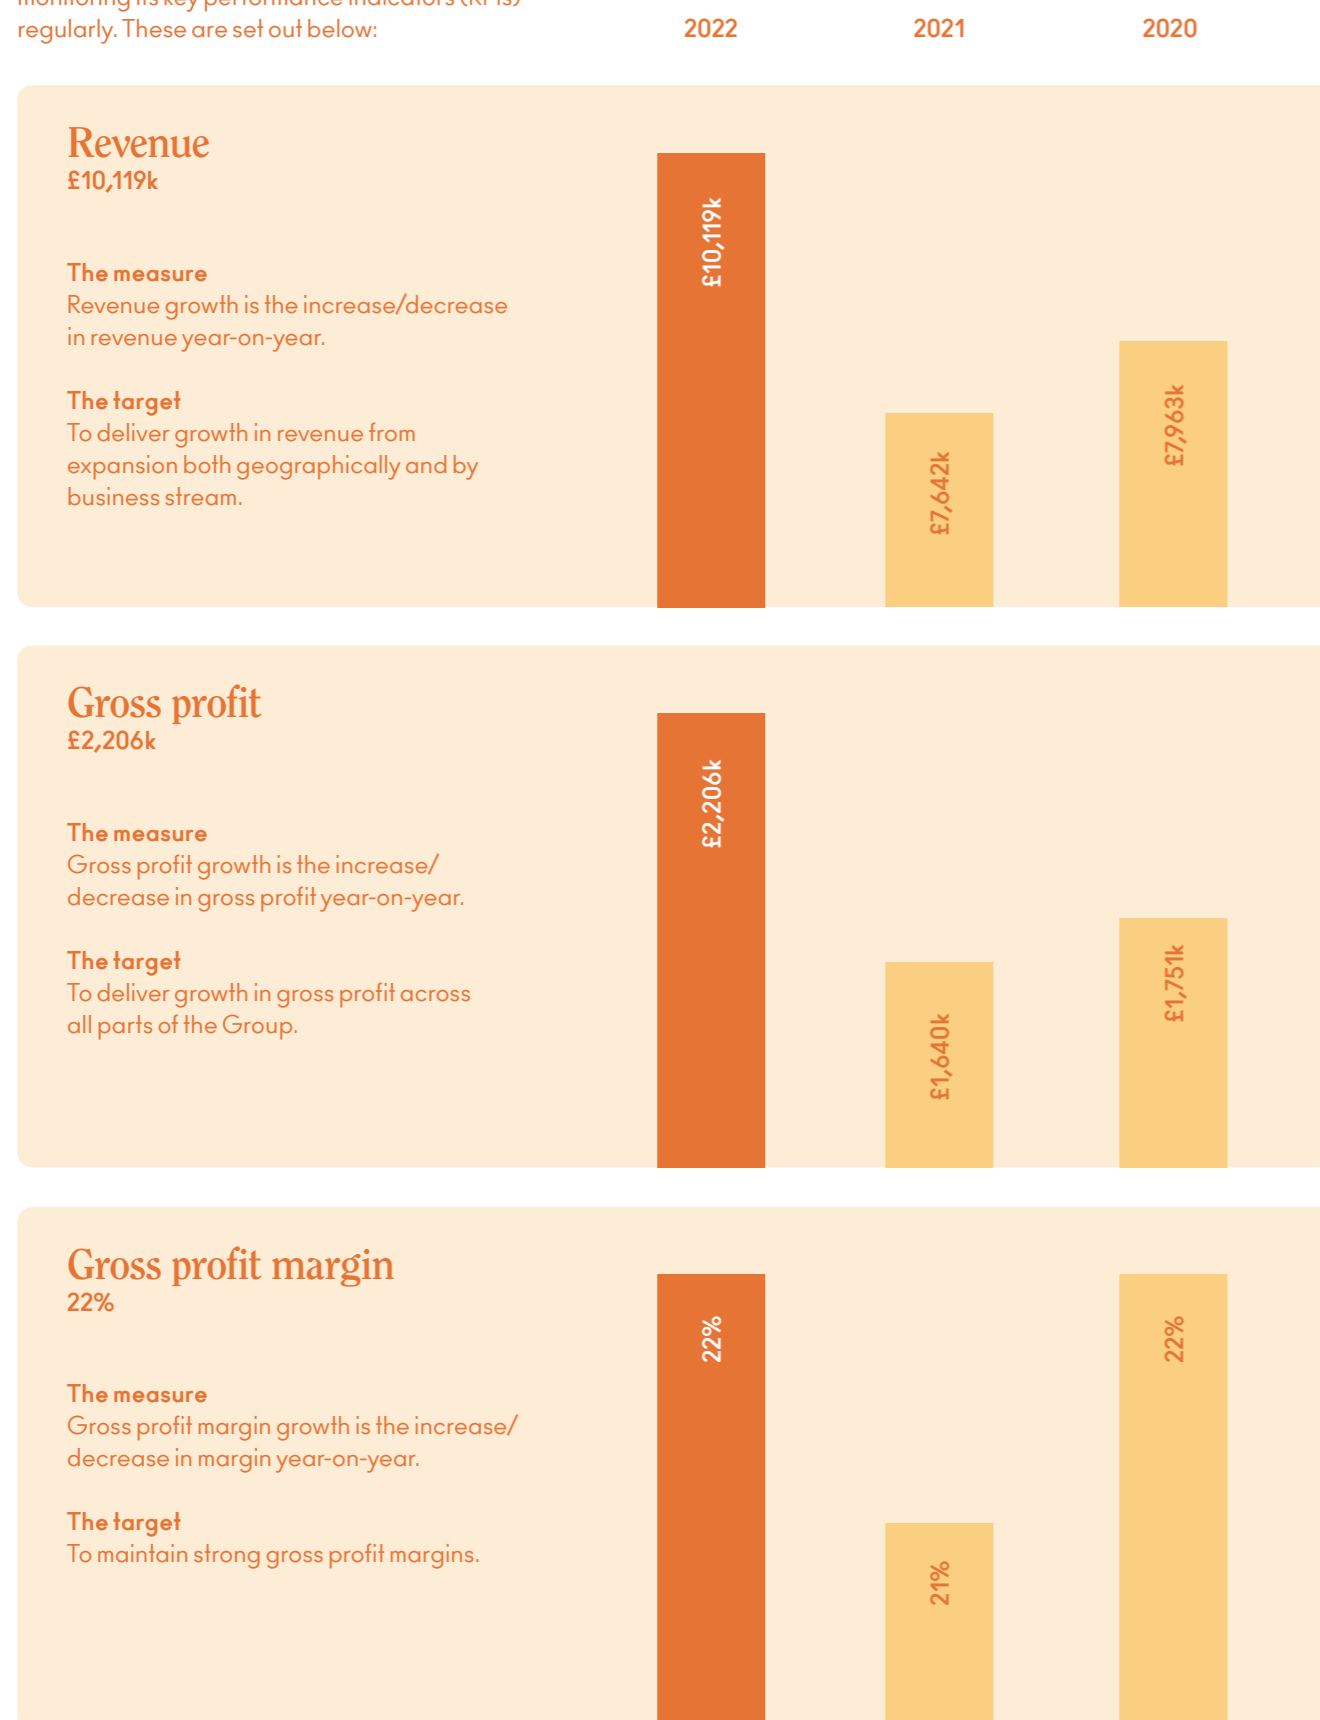 monitoring its key performance indicators (KPIs)
regularly. These are set out below:
2022 2021 2020
Revenue
£10,119k
The measure
Revenue growth is the increase/decrease
in revenue year-on-year.
The target
To deliver growth in revenue from
expansion both geographically and by
business stream.
£10,119k
£7,642k
£7,963k
Gross profit
£2,206k
The measure
Gross profit growth is the increase/
decrease in gross profit year-on-year.
The target
To deliver growth in gross profit across
all parts of the Group.
£2,206k
£1,640k
£1,751k
Gross profit margin
22%
The measure
Gross profit margin growth is the increase/
decrease in margin year-on-year.
The target
To maintain strong gross profit margins.
22%
21%
22%